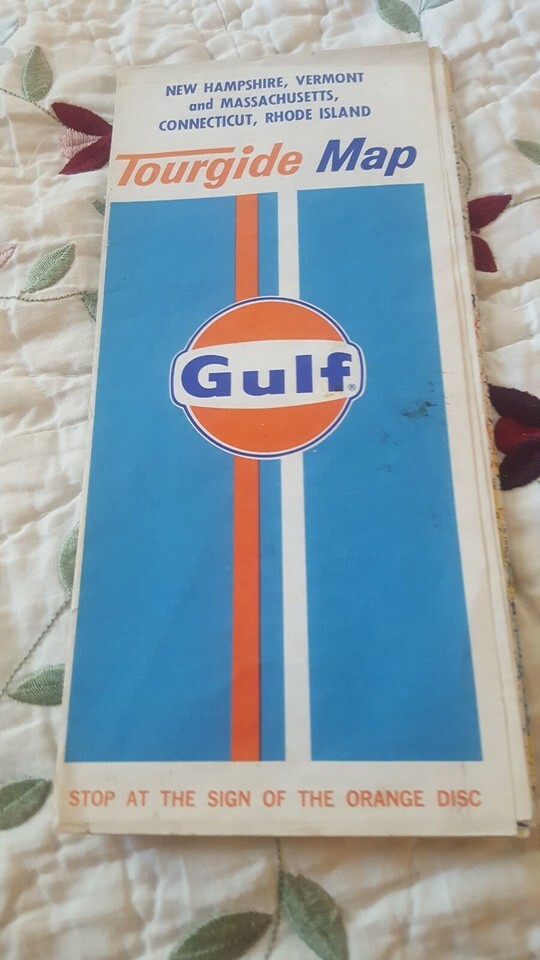 NEW HAMPSHIRE, VERMONT
and MASSACHUSETTS,
CONNECTICUT, RHODE ISLAND
Tourgide Map
Gulf®
STOP AT THE SIGN OF THE ORANGE DISC